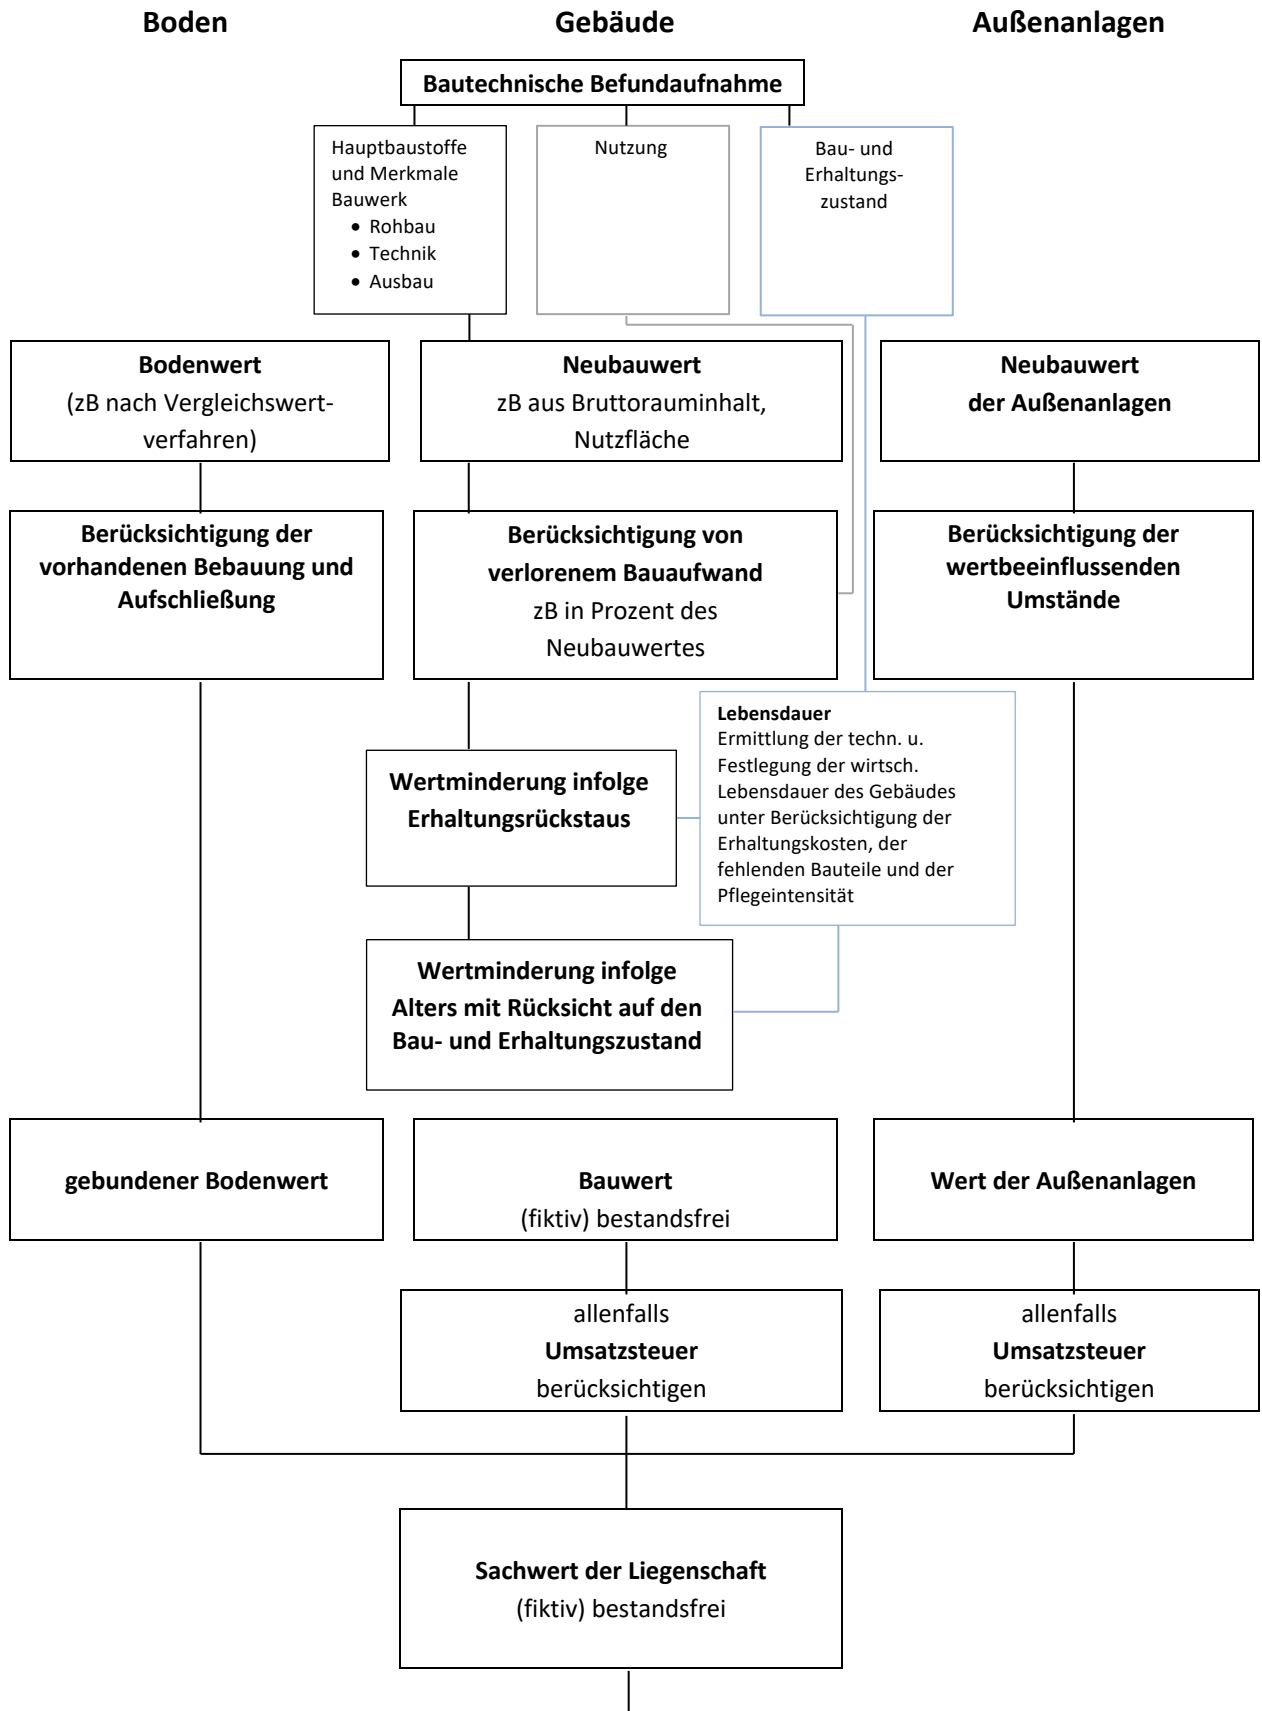 Boden
Gebäude
Außenanlagen
Bautechnische Befundaufnahme
Hauptbaustoffe
und Merkmale
Bauwerk
• Rohbau
• Technik
• Ausbau
Nutzung
Bau- und
Erhaltungs-
zustand
Bodenwert
(zB nach Vergleichswert-
verfahren)
Neubauwert
zB aus Bruttorauminhalt,
Nutzfläche
Neubauwert
der Außenanlagen
Berücksichtigung der
vorhandenen Bebauung und
Aufschließung
Berücksichtigung von
verlorenem Bauaufwand
zB in Prozent des
Neubauwertes
Berücksichtigung der
wertbeeinflussenden
Umstände
Lebensdauer
Ermittlung der techn. u.
Festlegung der wirtsch.
Lebensdauer des Gebäudes
unter Berücksichtigung der
Erhaltungskosten, der
fehlenden Bauteile und der
Pflegeintensität
Wertminderung infolge
Erhaltungsrückstaus
Wertminderung infolge
Alters mit Rücksicht auf den
Bau- und Erhaltungszustand
gebundener Bodenwert
Bauwert
(fiktiv) bestandsfrei
Wert der Außenanlagen
allenfalls
Umsatzsteuer
berücksichtigen
allenfalls
Umsatzsteuer
berücksichtigen
Sachwert der Liegenschaft
(fiktiv) bestandsfrei